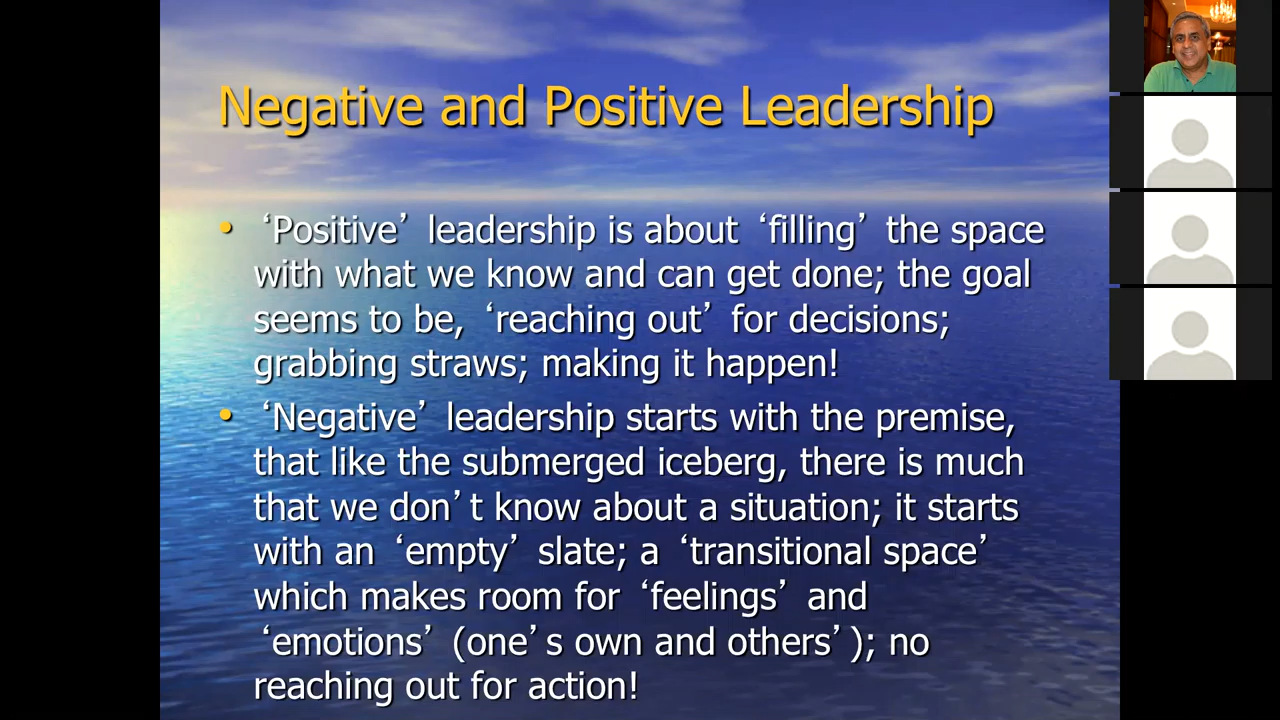 Negative and Positive Leadership
• ‘Positive’ leadership is about ‘filling’ the space
with what we know and can get done; the goal
seems to be, ‘reaching out’ for decisions;
grabbing straws; making it happen!
• ‘Negative’ leadership starts with the premise,
that like the submerged iceberg, there is much
that we don’t know about a situation; it starts
with an ‘empty’ slate; a ‘transitional space’
which makes room for ‘feelings’ and
‘emotions’ (one’s own and others’); no
reaching out for action!